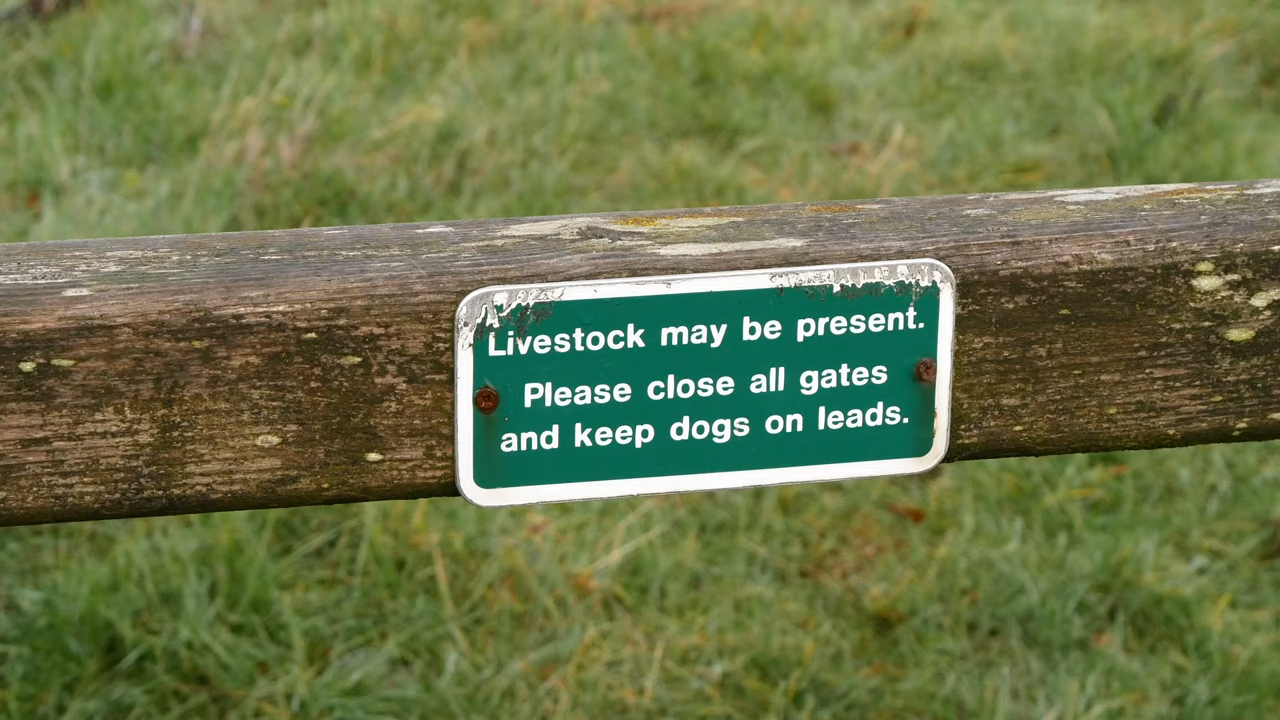 Livestock may be present.
Please close all gates
and keep dogs on leads.